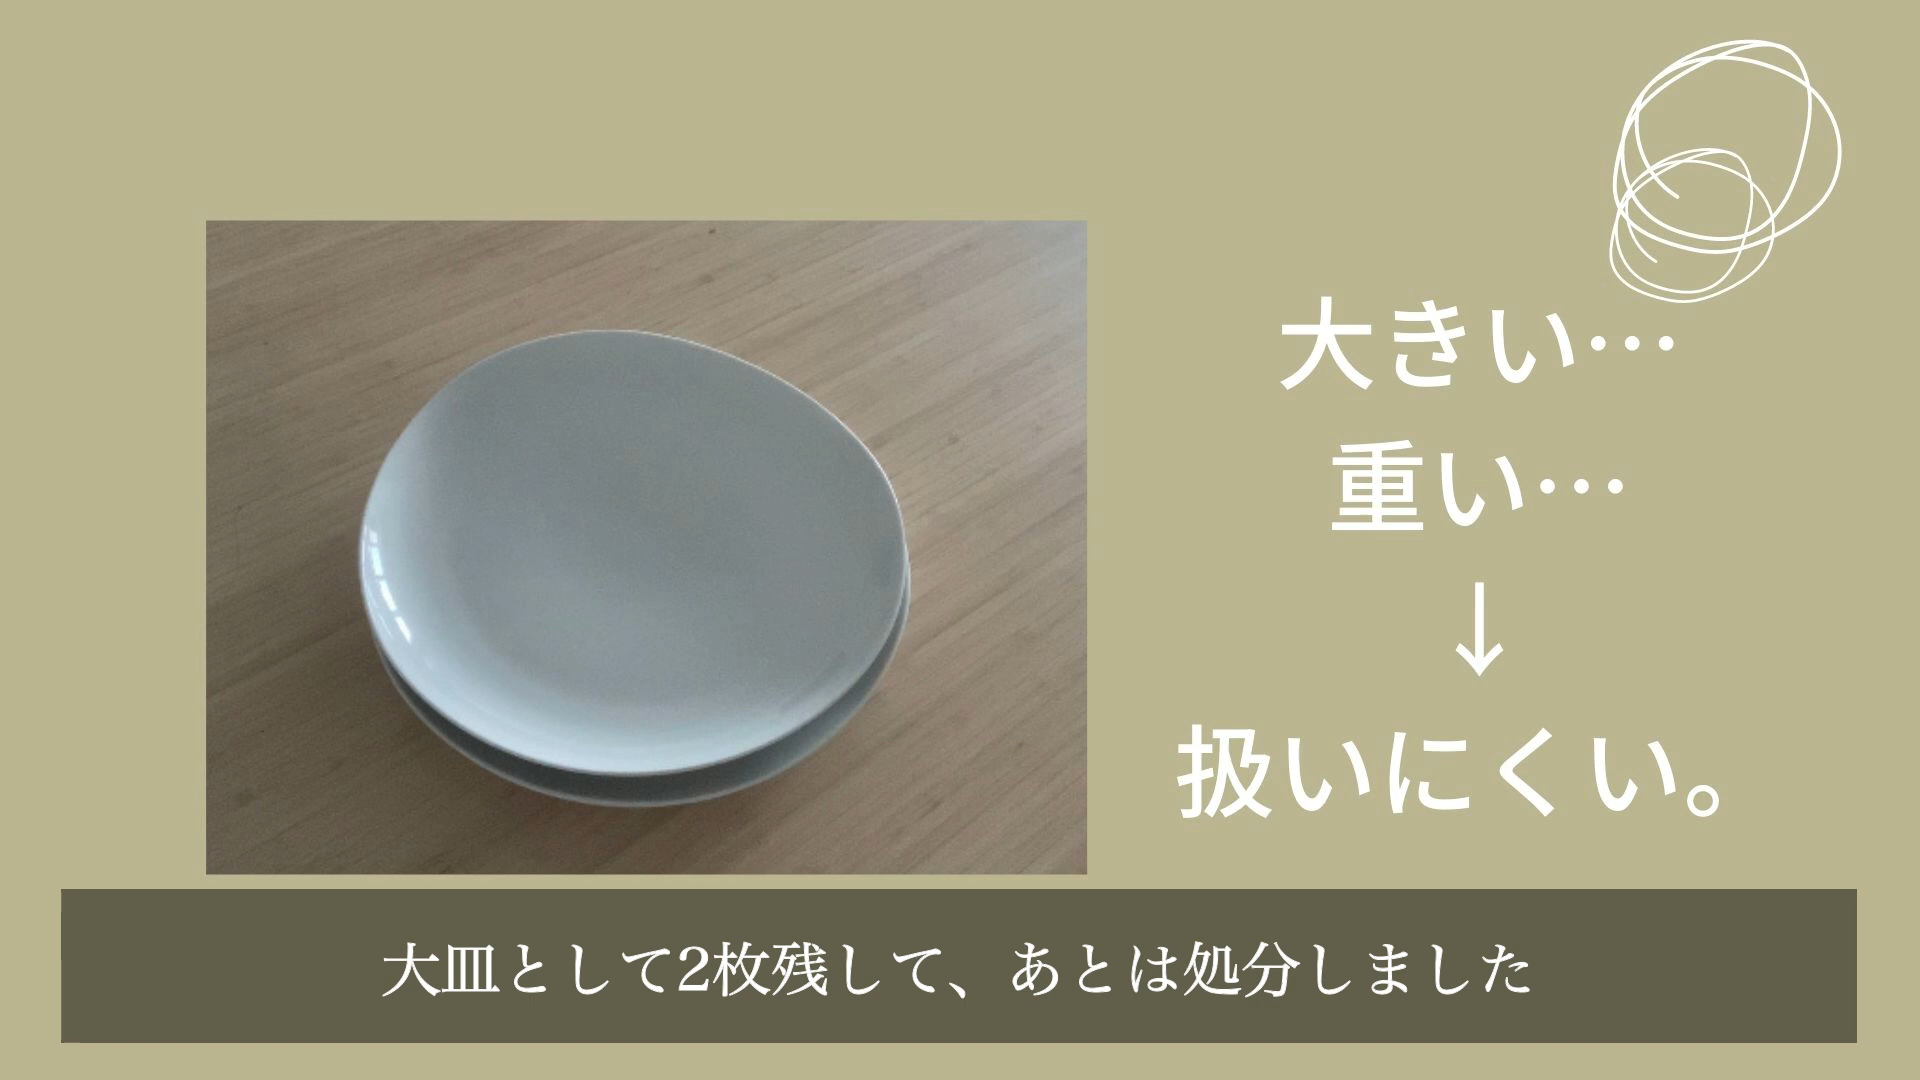 大きい…
重い…
↓
扱いにくい。
大皿として2枚残して、あとは処分しました